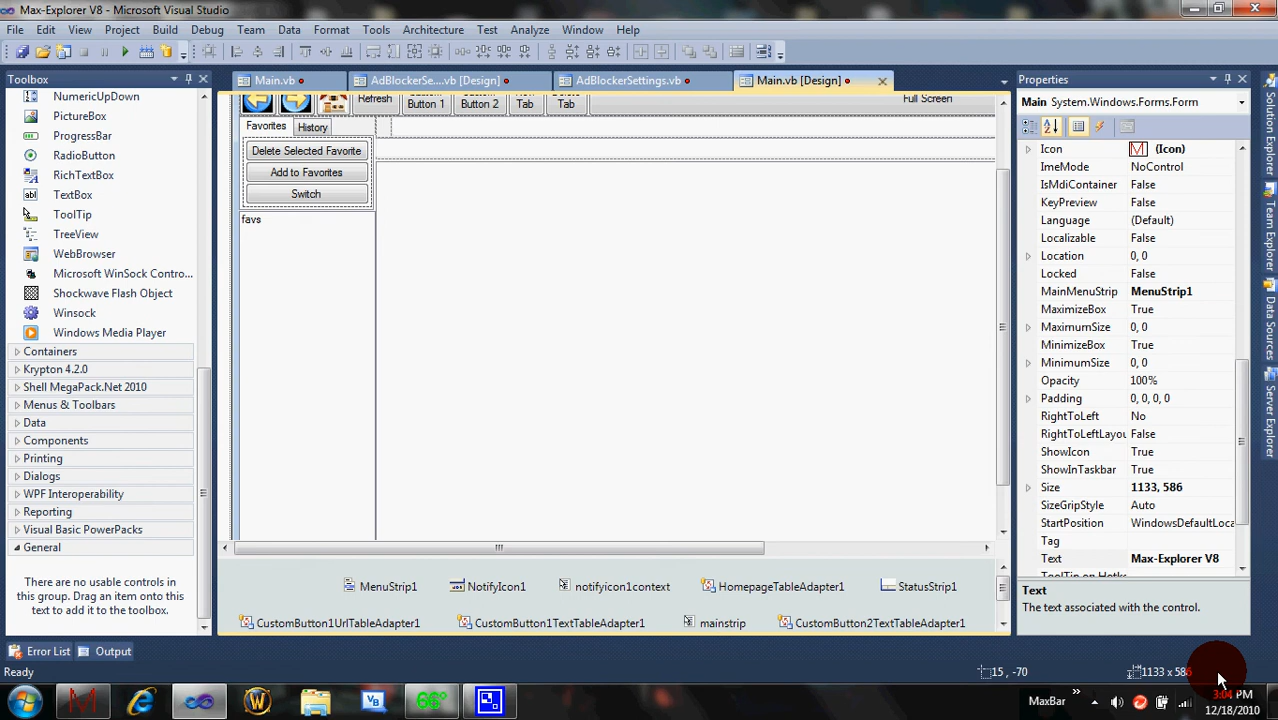 Max-Explorer V8 - Microsoft Visual Studio
File Edit View Project Build Debug Team Data Format Tools Architecture Test Analyze Window Help
Toolbox
Main.vb
AdBlockerSe....vb [Design]
AdBlockerSettings.vb
Main.vb [Design]
Properties
NumericUpDown
PictureBox
ProgressBar
RadioButton
RichTextBox
TextBox
ToolTip
TreeView
WebBrowser
Microsoft WinSock Contro...
Shockwave Flash Object
Winsock
Windows Media Player
Containers
Krypton 4.2.0
Shell MegaPack.Net 2010
Menus & Toolbars
Data
Components
Printing
Dialogs
WPF Interoperability
Reporting
Visual Basic PowerPacks
General
There are no usable controls in
this group. Drag an item onto this
text to add it to the toolbox.
Refresh
Button 1
Button 2
Tab
Tab
Full Screen
Favorites History
Delete Selected Favorite
Add to Favorites
Switch
favs
MenuStrip1 NotifyIcon1 notifyicon1context HomepageTableAdapter1 StatusStrip1
CustomButton1UrlTableAdapter1 CustomButton1TextTableAdapter1 mainstrip CustomButton2TextTableAdapter1
Main System.Windows.Forms.Form
Icon (Icon)
ImeMode NoControl
IsMdiContainer False
KeyPreview False
Language (Default)
Localizable False
Location 0, 0
Locked False
MainMenuStrip MenuStrip1
MaximizeBox True
MaximumSize 0, 0
MinimizeBox True
MinimumSize 0, 0
Opacity 100%
Padding 0, 0, 0, 0
RightToLeft No
RightToLeftLayou False
ShowIcon True
ShowInTaskbar True
Size 1133, 586
SizeGripStyle Auto
StartPosition WindowsDefaultLoca
Tag
Text Max-Explorer V8
Text
The text associated with the control.
Solution Explorer
Team Explorer
Data Sources
Server Explorer
Error List Output
Ready
15 , -70
1133 x 586
MaxBar
3:04 PM
12/18/2010